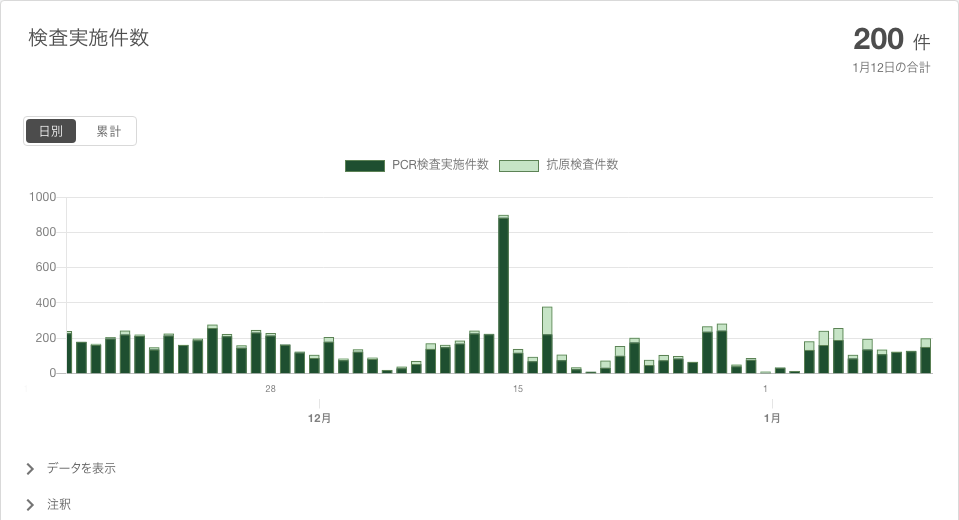 検査実施件数
200 件
1月12日の合計
日別
累計
PCR検査実施件数
抗原検査件数
1000
800
600
400
200
0
28
15
1
12月
1月
データを表示
注釈